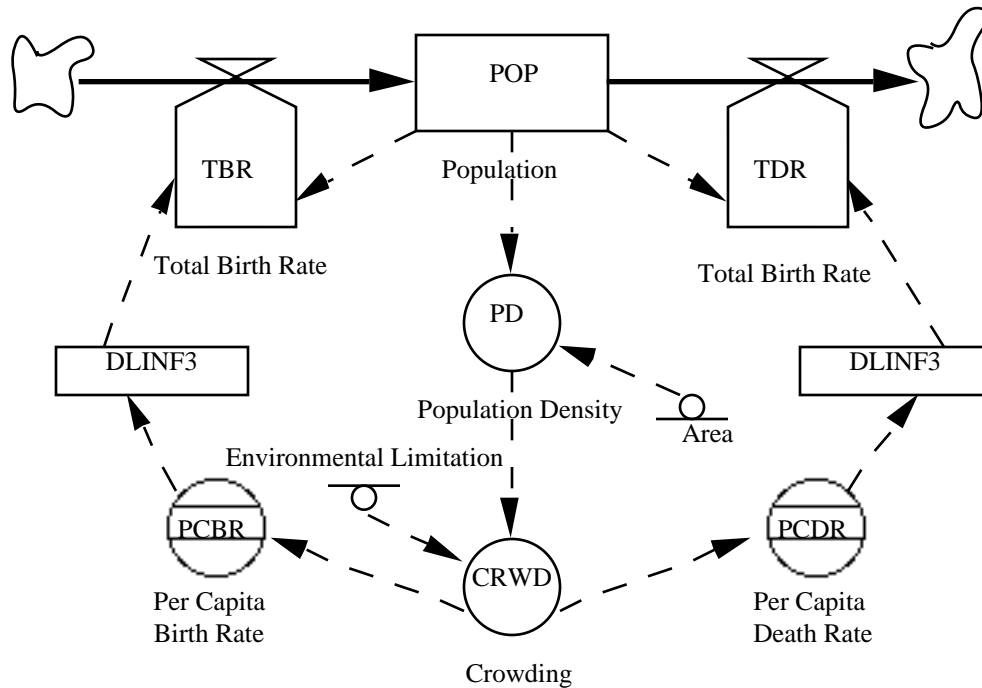 POP
TBR
Population
TDR
Total Birth Rate
Total Birth Rate
PD
DLINF3
DLINF3
Population Density
Area
Environmental Limitation
PCBR
PCDR
CRWD
Per Capita
Birth Rate
Per Capita
Death Rate
Crowding